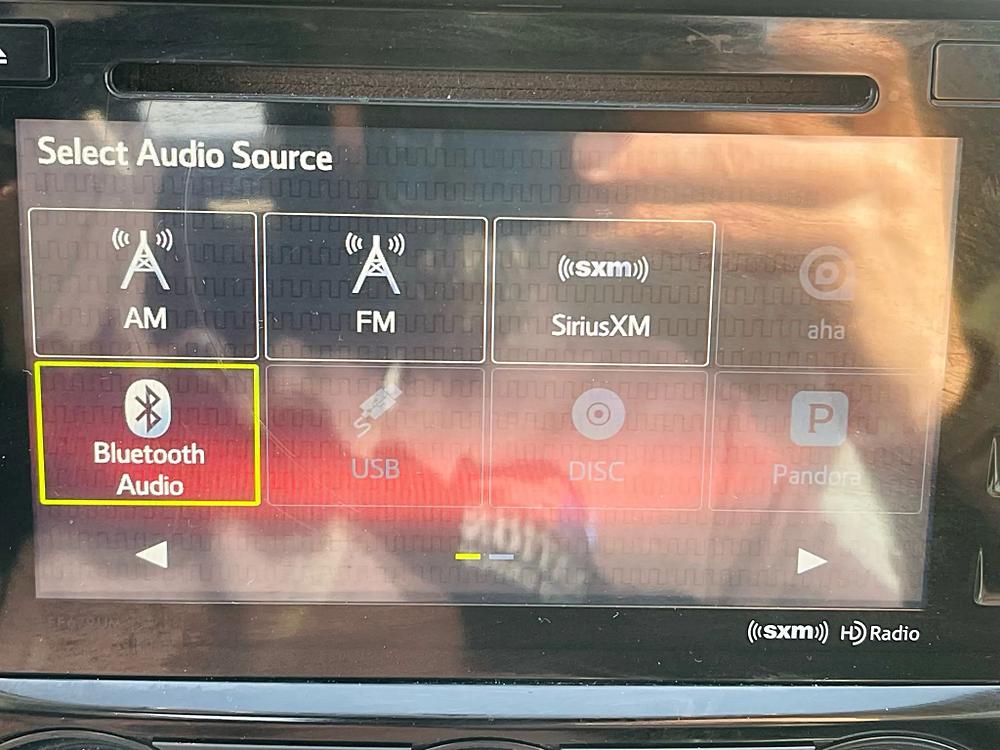 Select Audio Source
AM
FM
sxm
SiriusXM
aha
Bluetooth
Audio
USB
DISC
P
Pandora
sxm HD Radio